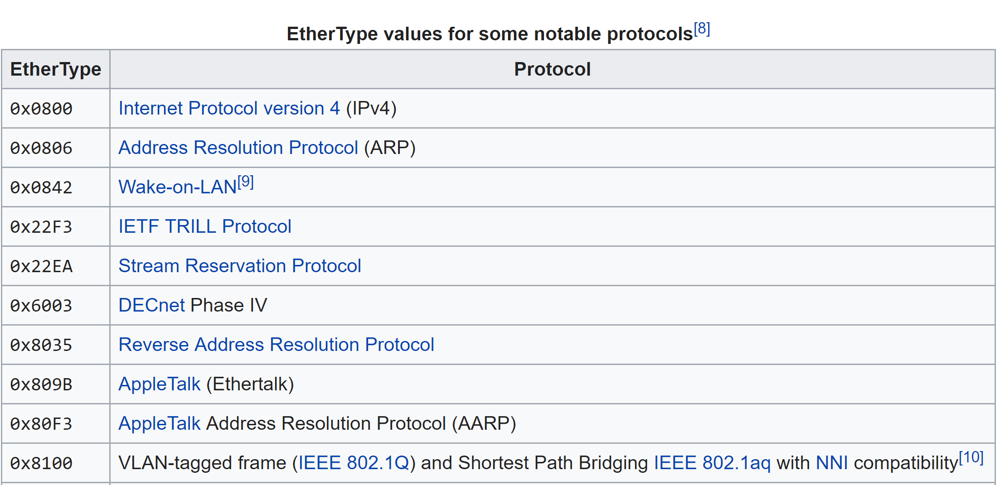 EtherType values for some notable protocols[8]
EtherType Protocol
0x0800 Internet Protocol version 4 (IPv4)
0x0806 Address Resolution Protocol (ARP)
0x0842 Wake-on-LAN[9]
0x22F3 IETF TRILL Protocol
0x22EA Stream Reservation Protocol
0x6003 DECnet Phase IV
0x8035 Reverse Address Resolution Protocol
0x809B AppleTalk (Ethertalk)
0x80F3 AppleTalk Address Resolution Protocol (AARP)
0x8100 VLAN-tagged frame (IEEE 802.1Q) and Shortest Path Bridging IEEE 802.1aq with NNI compatibility[10]